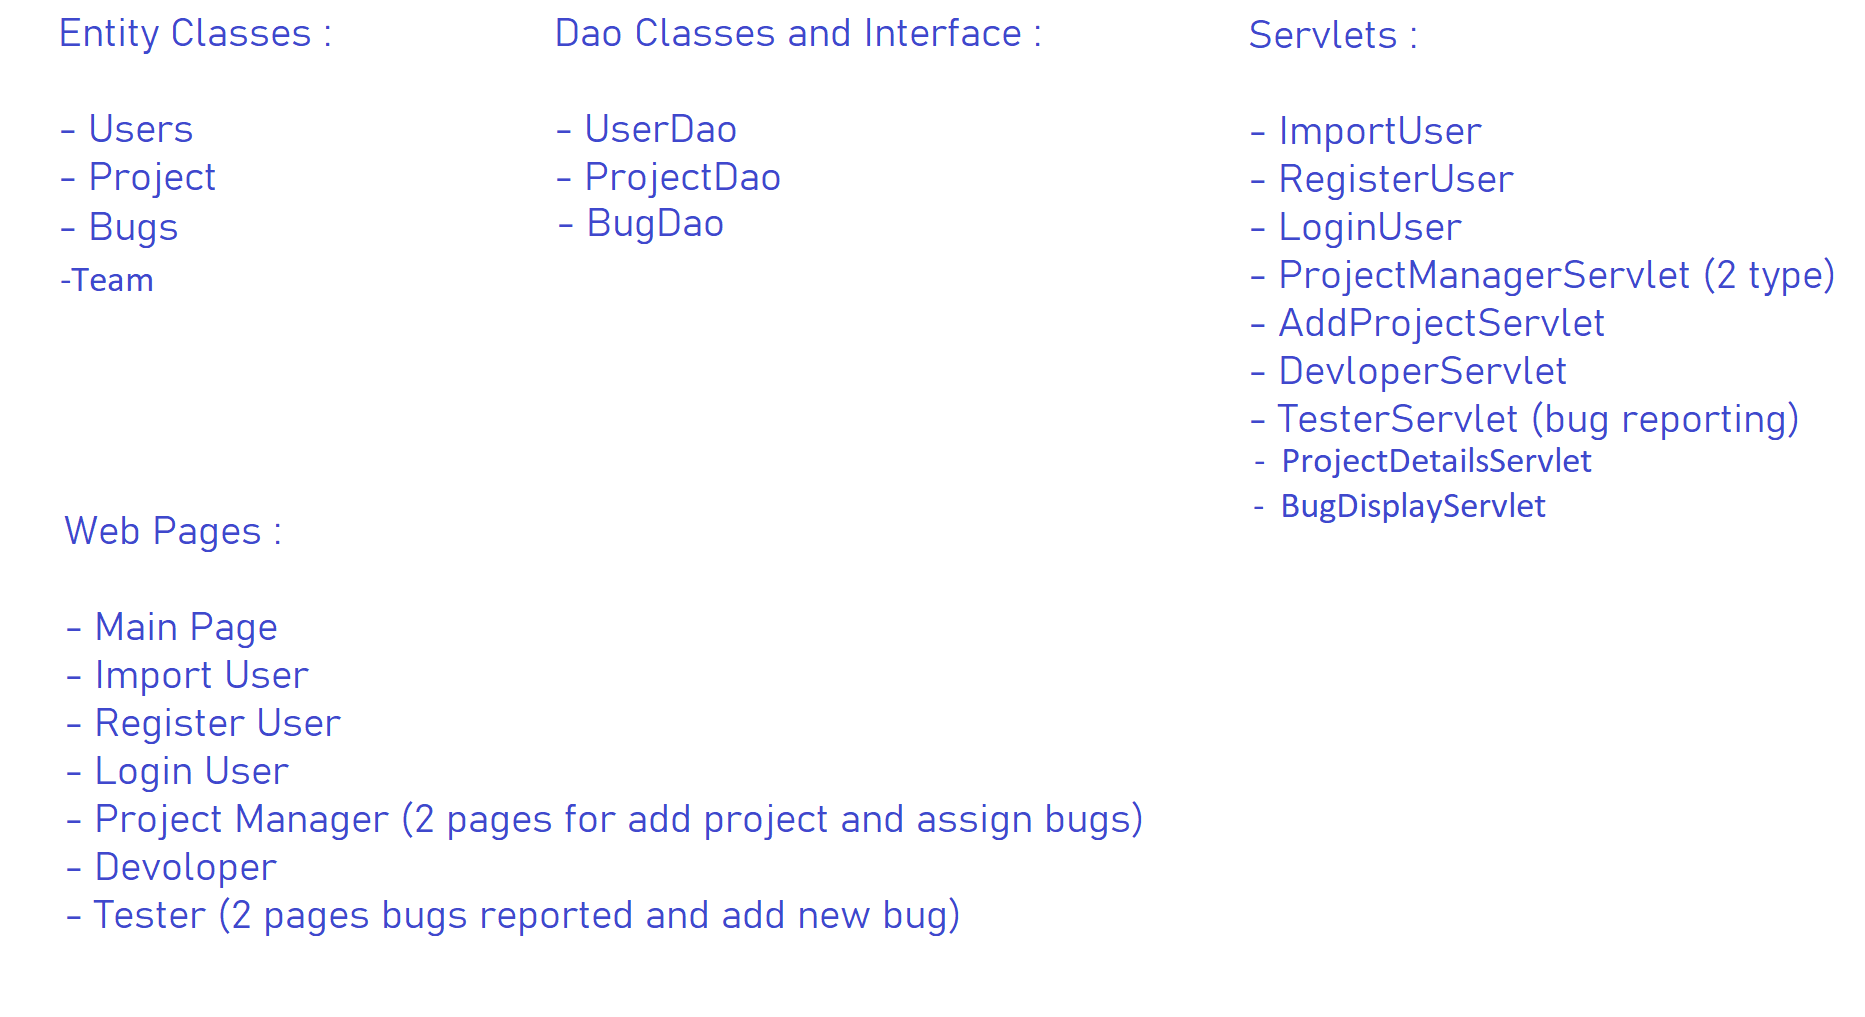 Entity Classes :
- Users
- Project
- Bugs
-Team
Dao Classes and Interface :
- UserDao
- ProjectDao
- BugDao
Servlets :
- ImportUser
- RegisterUser
- LoginUser
- ProjectManagerServlet (2 type)
- AddProjectServlet
- DevloperServlet
- TesterServlet (bug reporting)
- ProjectDetailsServlet
- BugDisplayServlet
Web Pages :
- Main Page
- Import User
- Register User
- Login User
- Project Manager (2 pages for add project and assign bugs)
- Devoloper
- Tester (2 pages bugs reported and add new bug)